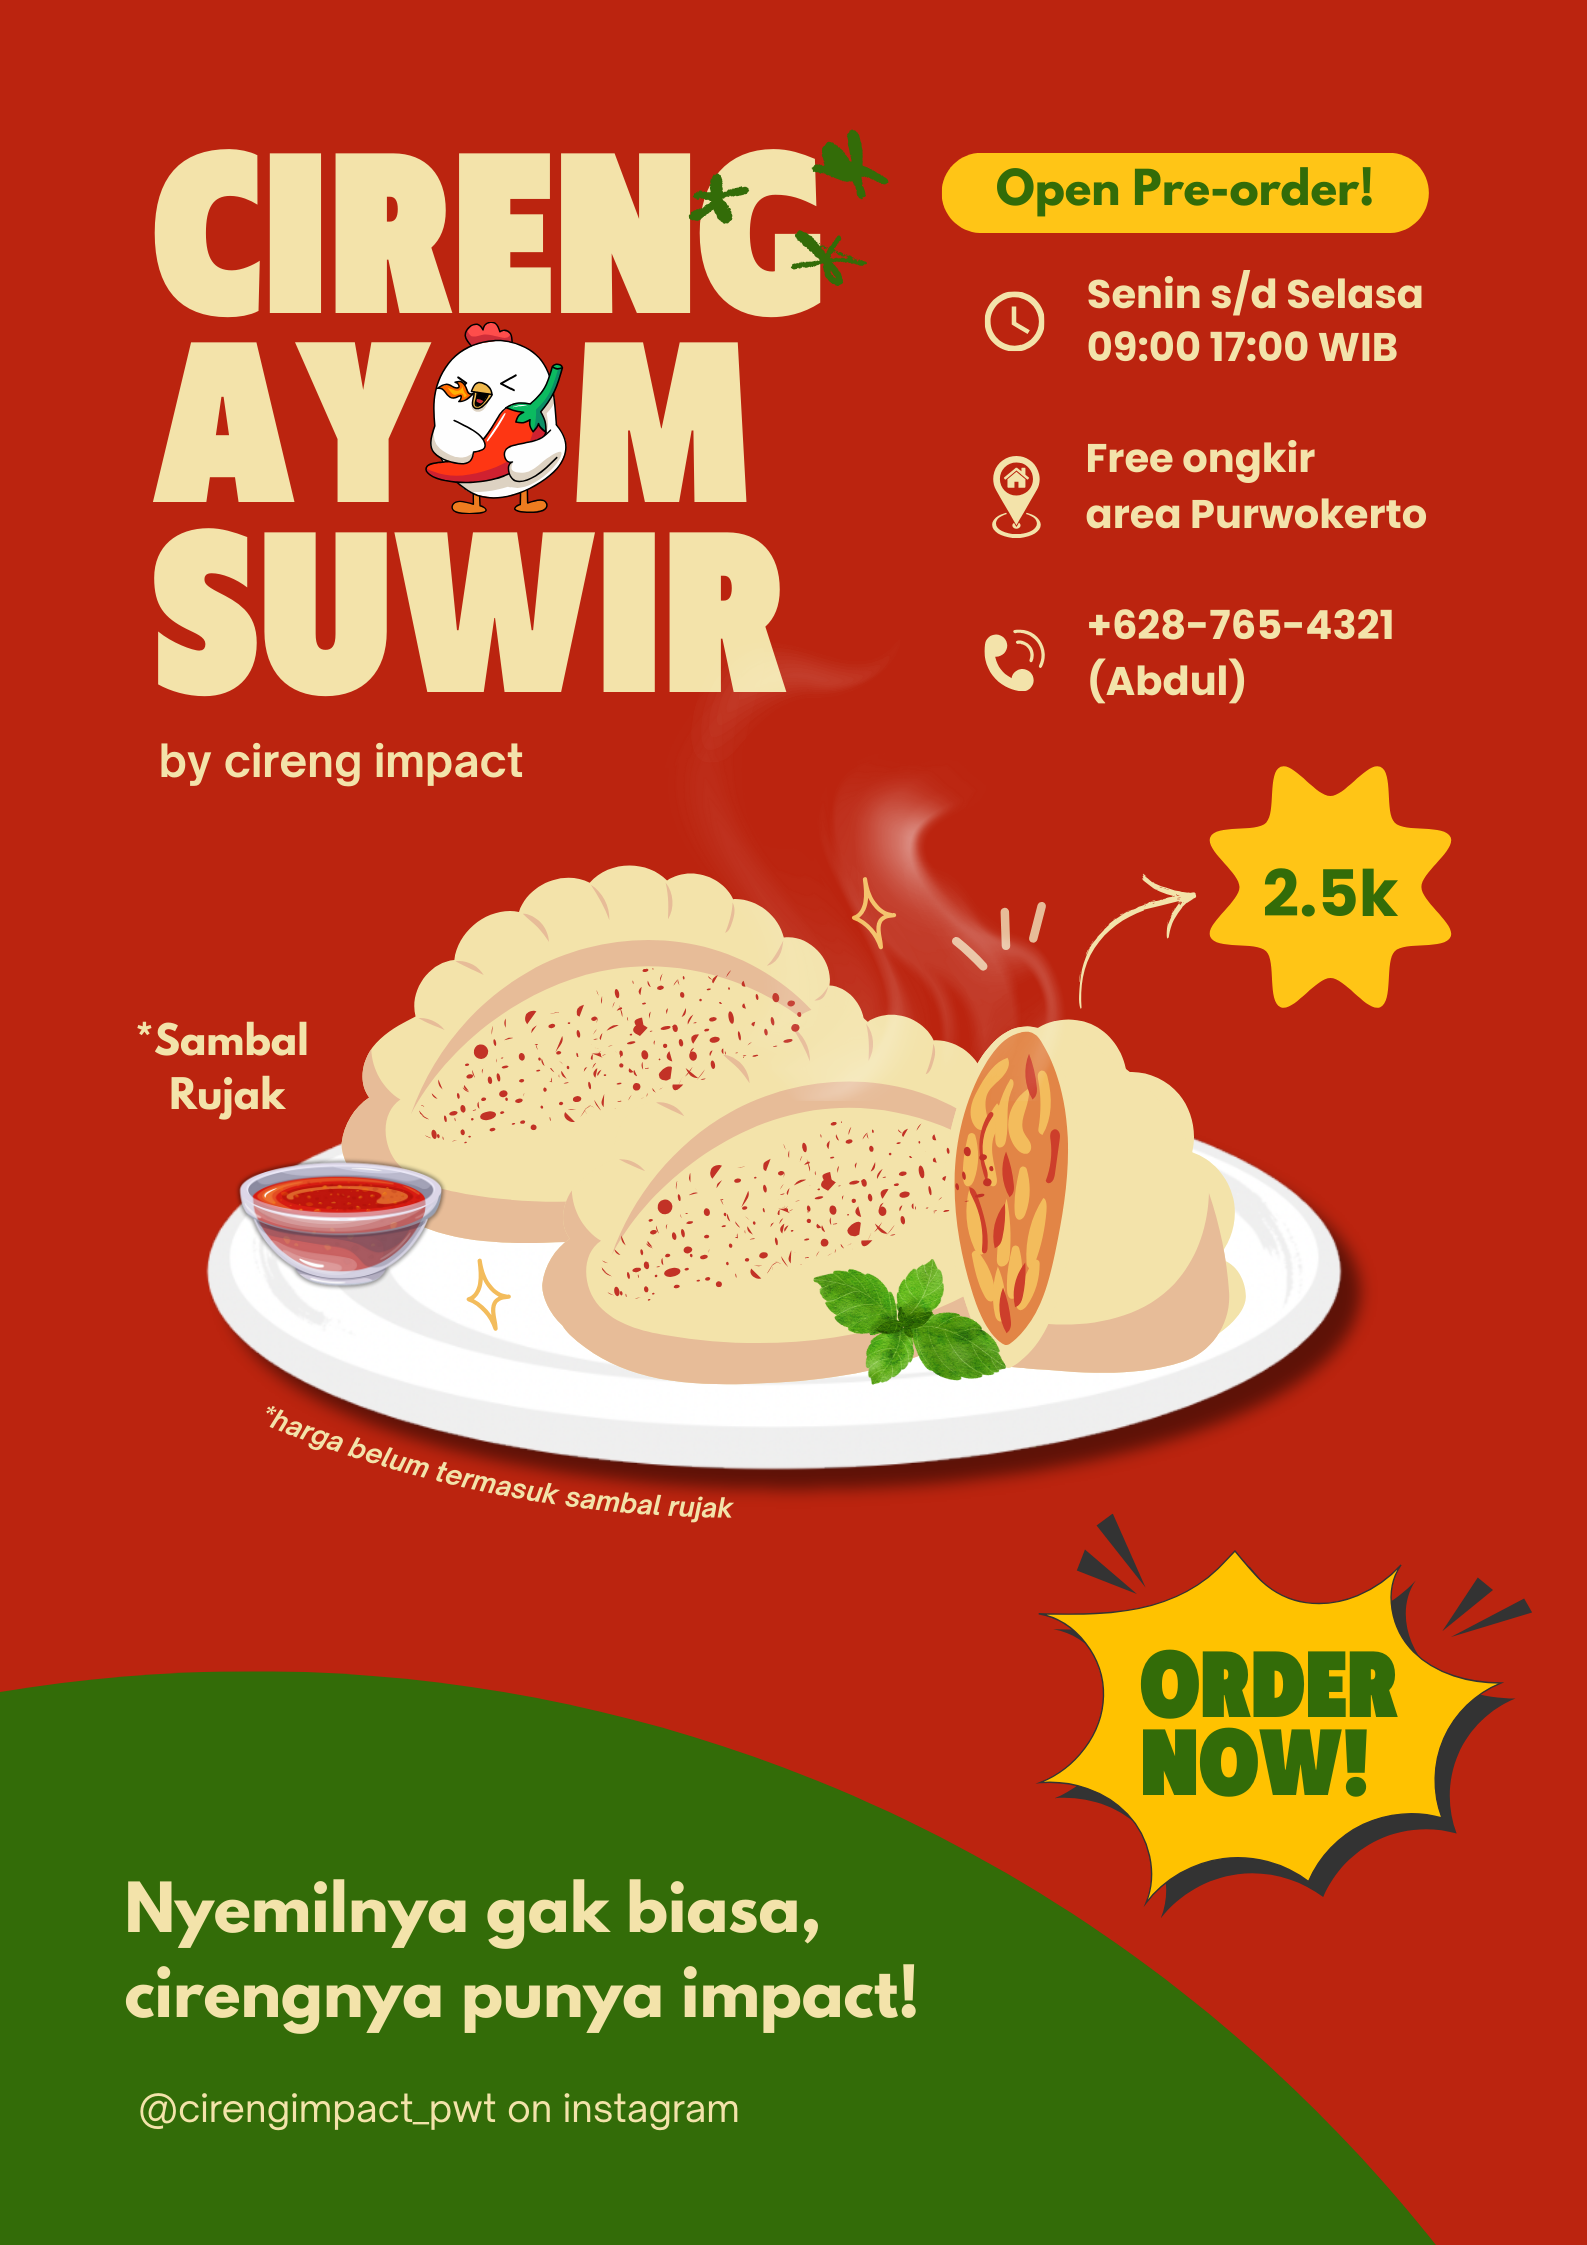 CIRENG
AY M
SUWIR
by cireng impact
Open Pre-order!
Senin s/d Selasa
09:00 17:00 WIB
Free ongkir
area Purwokerto
+628-765-4321
(Abdul)
2.5k
*Sambal
Rujak
*harga belum termasuk sambal rujak
ORDER
NOW!
Nyemilnya gak biasa,
cirengnya punya impact!
@cirengimpact_pwt on instagram